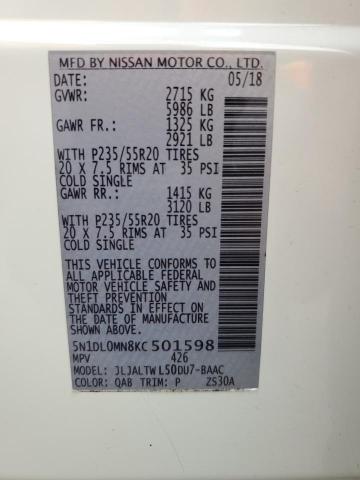 MFD BY NISSAN MOTOR CO., LTD.
DATE: 05/18
GVWR: 2715 KG
5986 LB
GAWR FR.: 1325 KG
2921 LB
WITH P235/55R20 TIRES
20 X 7.5 RIMS AT 35 PSI
COLD SINGLE
GAWR RR.: 1415 KG
3120 LB
WITH P235/55R20 TIRES
20 X 7.5 RIMS AT 35 PSI
COLD SINGLE
THIS VEHICLE CONFORMS TO
ALL APPLICABLE FEDERAL
MOTOR VEHICLE SAFETY
AND THEFT PREVENTION
STANDARDS IN EFFECT ON
THE DATE OF MANUFACTURE
SHOWN ABOVE.
5N1DL0MN8KC501598
MPV 426
MODEL: JLJALTWL50DU7-BAAC
COLOR: QAB TRIM: P ZS30A